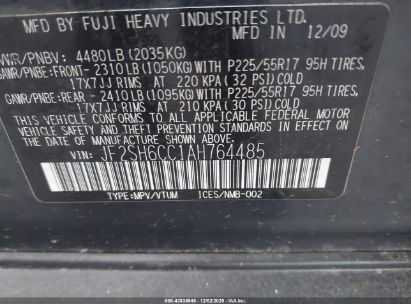 MFD BY FUJI HEAVY INDUSTRIES LTD.
MFD IN 12/09
GVWR/PNBV: 4480LB (2035KG)
GAWR/PNBE:FRONT- 2310LB (1050KG)WITH P225/55R17 95H TIRES,
17X7JJ RIMS AT 220 KPA ( 32 PSI)COLD
GAWR/PNBE:REAR - 2410LB (1095KG)WITH P225/55R17 95H TIRES,
17X7JJ RIMS AT 210 KPA ( 30 PSI)COLD
THIS VEHICLE CONFORMS TO ALL APPLICABLE FEDERAL MOTOR
VEHICLE SAFETY, BUMPER, AND THEFT PREVENTION STANDARDS
IN EFFECT ON THE DATE OF MANUFACTURE SHOWN ABOVE.
VIN: JF2SH6CC1AH764485
TYPE:MPV/VTUM ICES/NMB-002